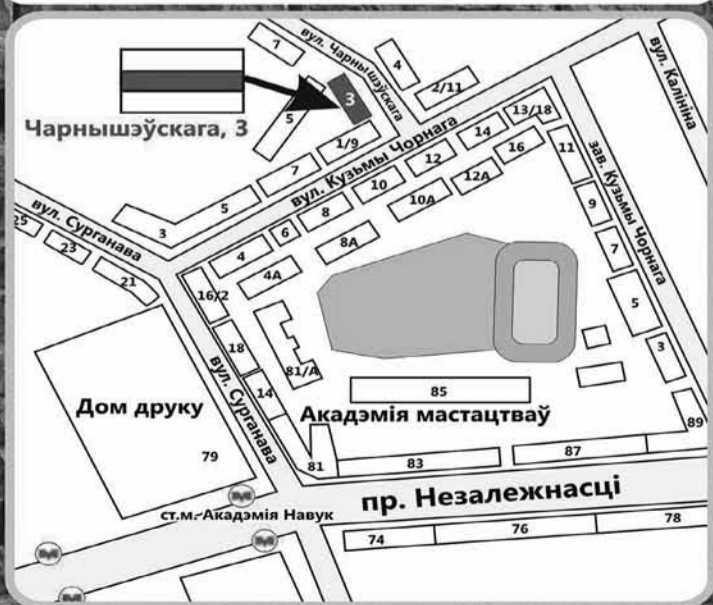 7
вул. Чарнышэўскага
4
2/11
вул. Калініна
3
Чарнышэўскага, 3
5
1/9
14
13/18
вул. Кузьмы Чорнага
7
12
16
11
10
12А
5
8
10А
9
зав. Кузьмы Чорнага
3
6
8А
7
вул. Сурганава
25
23
21
4
4А
16/2
5
18
3
81/А
14
85
Акадэмія мастацтваў
Дом друку
79
вул. Сурганава
81
83
87
89
пр. Незалежнасці
ст.м. Акадэмія Навук
74
76
78